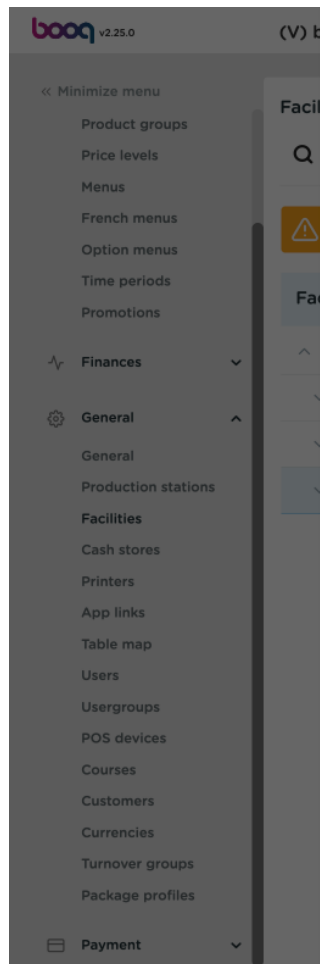 booq v2.25.0
(V) b
« Minimize menu
Facil
Product groups
Price levels
Menus
French menus
Option menus
Time periods
Promotions
Fac
Finances
General
General
Production stations
Facilities
Cash stores
Printers
App links
Table map
Users
Usergroups
POS devices
Courses
Customers
Currencies
Turnover groups
Package profiles
Payment